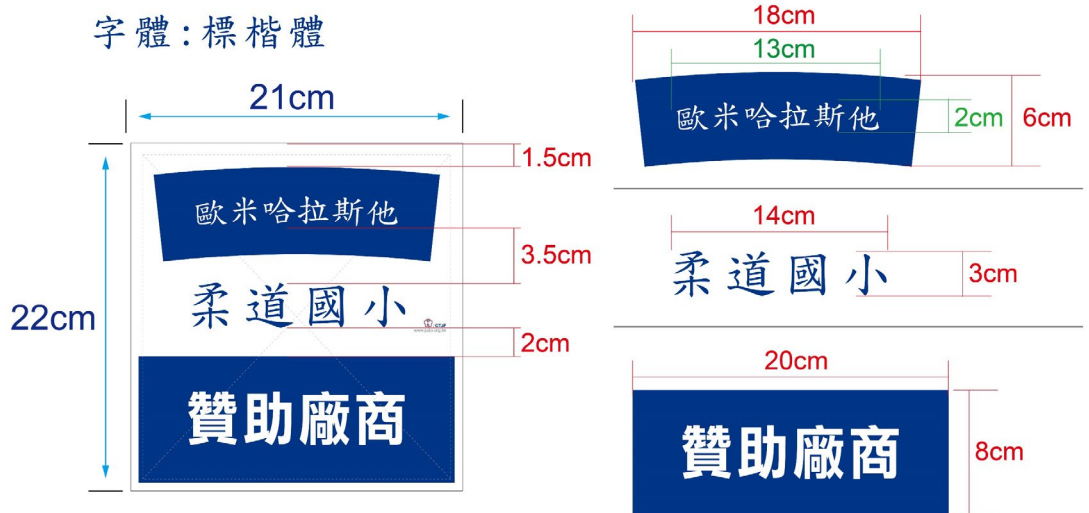 字體:標楷體
21cm
22cm
1.5cm
歐米哈拉斯他
3.5cm
柔道國小
2cm
贊助廠商
18cm
13cm
歐米哈拉斯他
2cm
6cm
14cm
柔道國小
3cm
20cm
贊助廠商
8cm